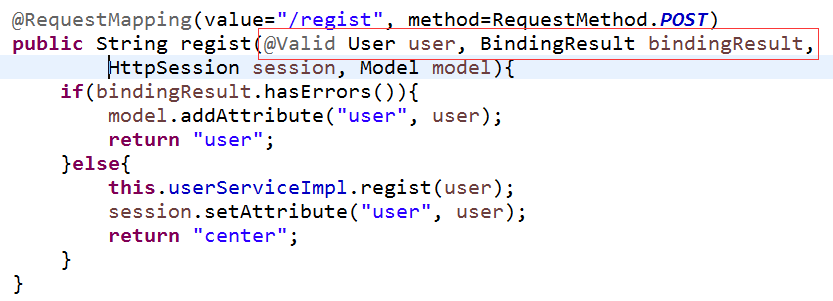 @RequestMapping(value="/regist", method=RequestMethod.POST)
public String regist(@Valid User user, BindingResult bindingResult,
        HttpSession session, Model model){
    if(bindingResult.hasErrors()){
        model.addAttribute("user", user);
        return "user";
    }else{
        this.userServiceImpl.regist(user);
        session.setAttribute("user", user);
        return "center";
    }
}